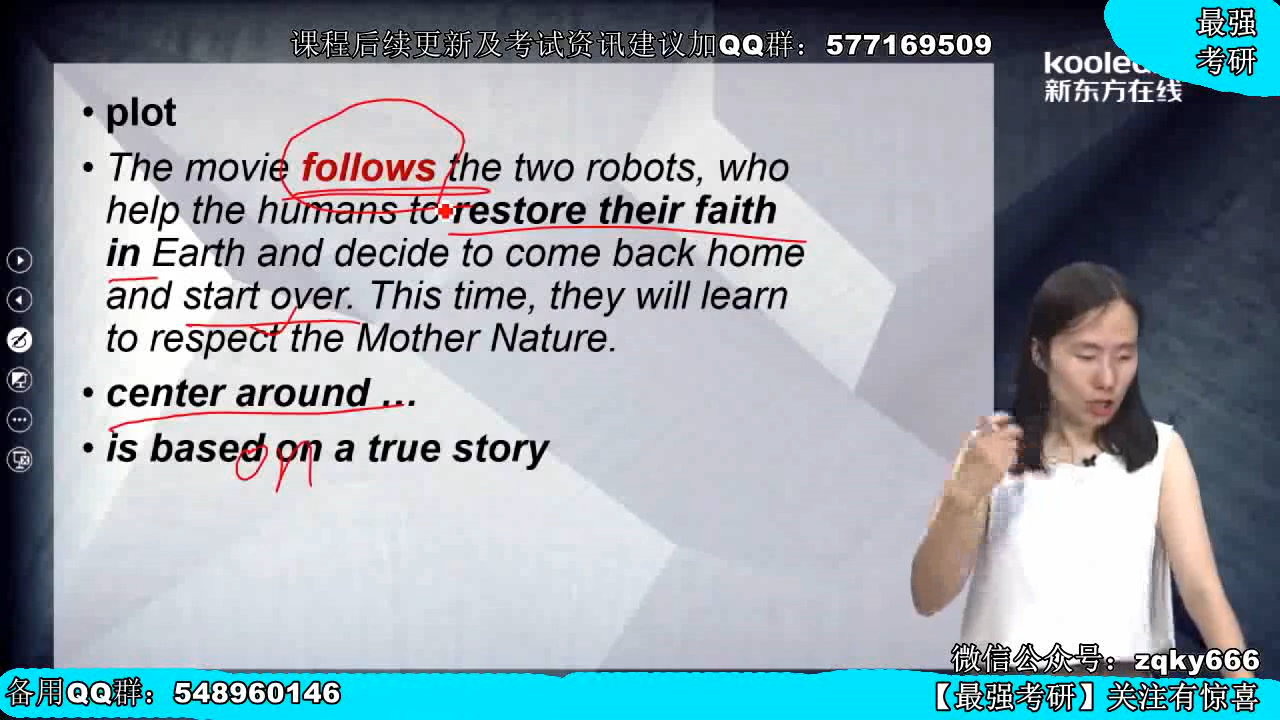 课程后续更新及考试资讯建议加QQ群：577169509
最强
考研
koolea
新东方在线
• plot
• The movie follows the two robots, who
help the humans to restore their faith
in Earth and decide to come back home
and start over. This time, they will learn
to respect the Mother Nature.
• center around …
on
• is based on a true story
微信公众号：zqky666
备用QQ群：548960146
【最强考研】关注有惊喜